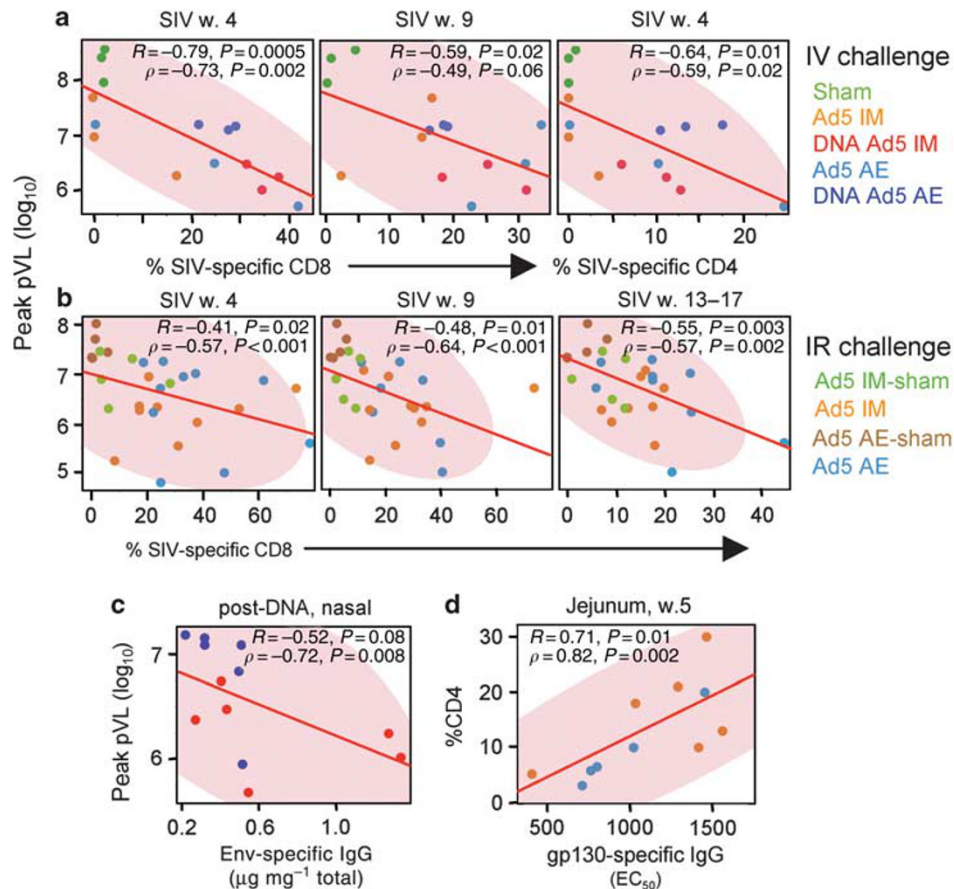 a
SIV w. 4
SIV w. 9
SIV w. 4
R=−0.79, P=0.0005
ρ=−0.73, P=0.002
R=−0.59, P=0.02
ρ=−0.49, P=0.06
R=−0.64, P=0.01
ρ=−0.59, P=0.02
8
7
6
0
20
40
0
10
20
30
0
10
20
% SIV-specific CD8
% SIV-specific CD4
IV challenge
Sham
Ad5 IM
DNA Ad5 IM
Ad5 AE
DNA Ad5 AE
Peak pVL (log10)
b
SIV w. 4
SIV w. 9
SIV w. 13–17
R=−0.41, P=0.02
ρ=−0.57, P<0.001
R=−0.48, P=0.01
ρ=−0.64, P<0.001
R=−0.55, P=0.003
ρ=−0.57, P=0.002
8
7
6
5
0
20
40
60
0
20
40
60
0
10
20
30
40
% SIV-specific CD8
IR challenge
Ad5 IM-sham
Ad5 IM
Ad5 AE-sham
Ad5 AE
c
post-DNA, nasal
R=−0.52, P=0.08
ρ=−0.72, P=0.008
Peak pVL (log10)
7
6
0.2
0.6
1.0
Env-specific IgG
(μg mg−1 total)
d
Jejunum, w.5
R=0.71, P=0.01
ρ=0.82, P=0.002
%CD4
30
20
10
0
500
1000
1500
gp130-specific IgG
(EC50)